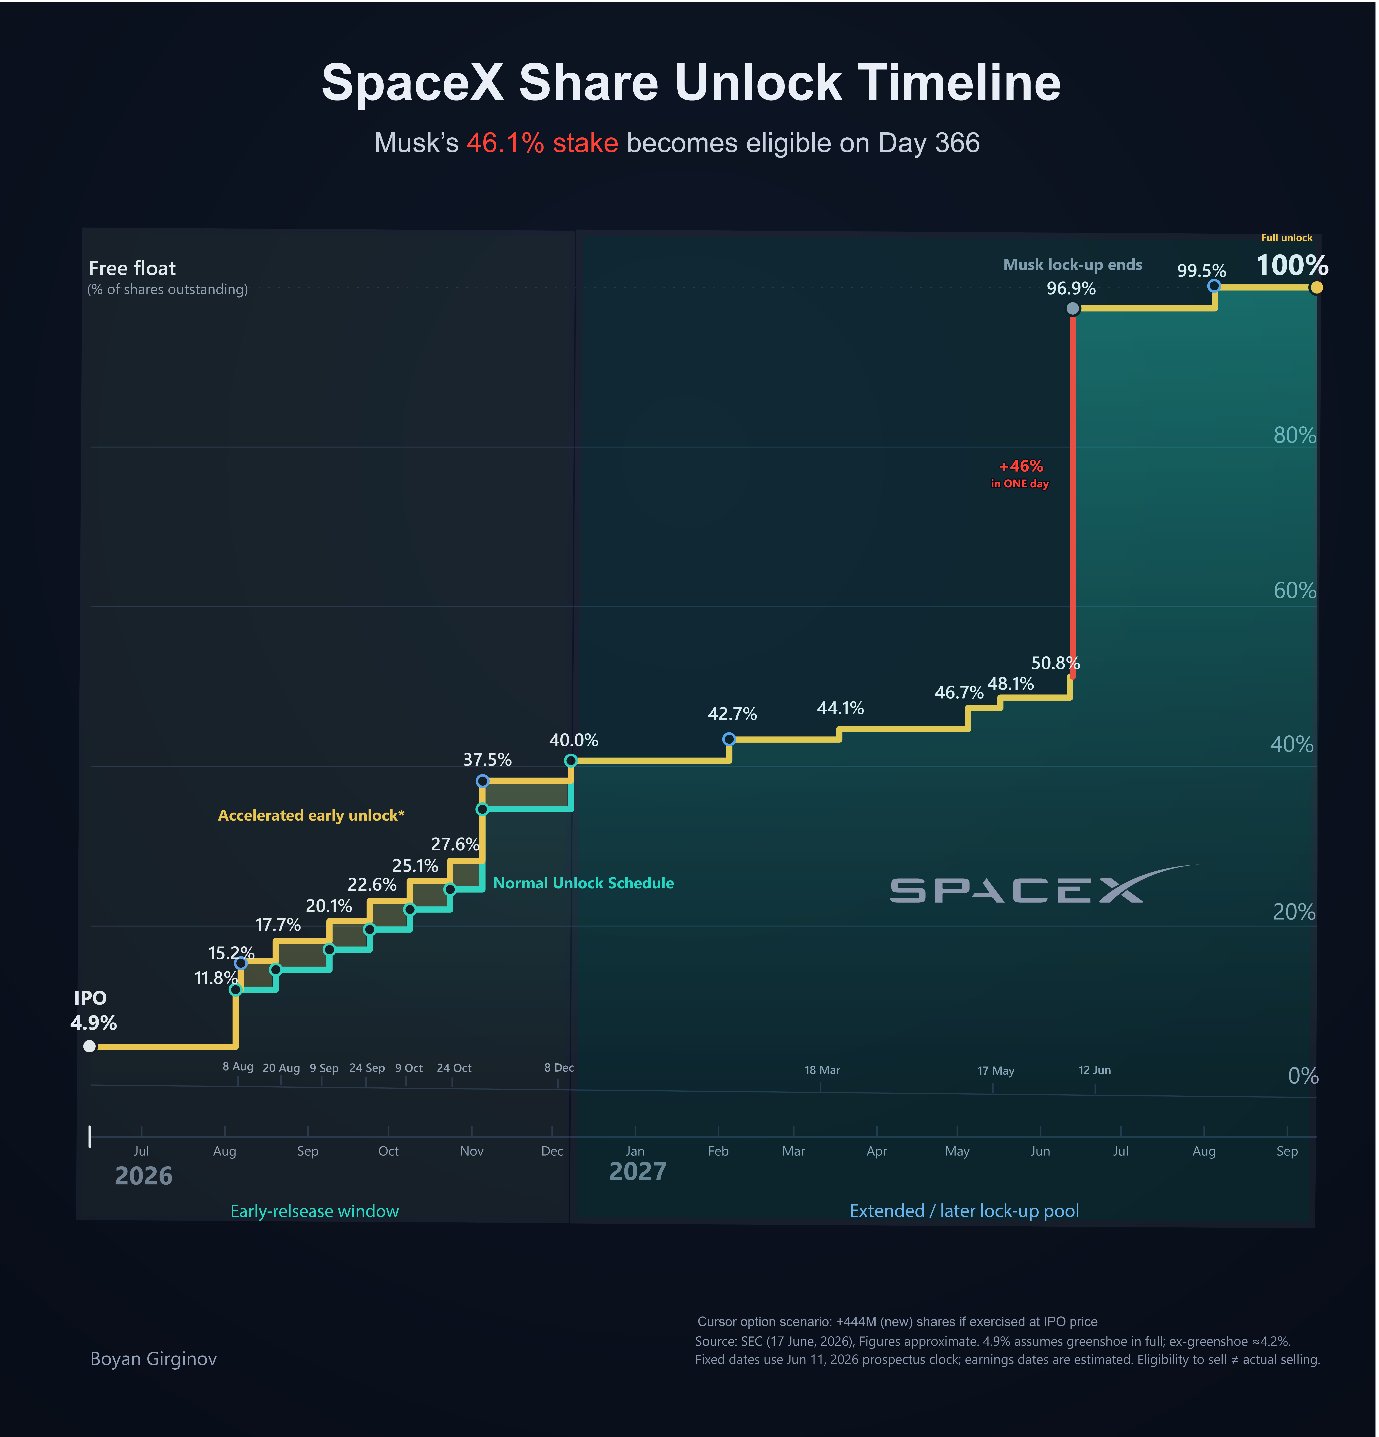 SpaceX Share Unlock Timeline
Musk's 46.1% stake becomes eligible on Day 366
Full unlock
Free float
(% of shares outstanding)
Musk lock-up ends
96.9%
99.5%
100%
80%
+46%
in ONE day
60%
50.8%
46.7%
48.1%
44.1%
42.7%
40.0%
40%
37.5%
Accelerated early unlock*
27.6%
25.1%
Normal Unlock Schedule
22.6%
SPACEX
20.1%
20%
17.7%
15.2%
11.8%
IPO
4.9%
8 Aug
20 Aug
9 Sep
24 Sep
9 Oct
24 Oct
8 Dec
18 Mar
17 May
12 Jun
0%
Jul
Aug
Sep
Oct
Nov
Dec
Jan
Feb
Mar
Apr
May
Jun
Jul
Aug
Sep
2026
2027
Early-relsease window
Extended / later lock-up pool
Cursor option scenario: +444M (new) shares if exercised at IPO price
Source: SEC (17 June, 2026), Figures approximate. 4.9% assumes greenshoe in full; ex-greenshoe ≈4.2%.
Fixed dates use Jun 11, 2026 prospectus clock; earnings dates are estimated. Eligibility to sell ≠ actual selling.
Boyan Girginov